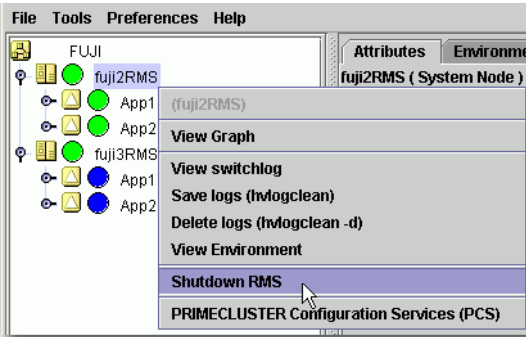 File Tools Preferences Help
FUJI
Attributes
fuji2RMS
fuji2RMS ( System Node )
App1
(fuji2RMS)
App2
View Graph
fuji3RMS
View switchlog
App1
Save logs (hvlogclean)
App2
Delete logs (hvlogclean -d)
View Environment
Shutdown RMS
PRIMECLUSTER Configuration Services (PCS)